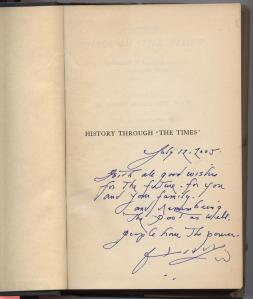 HISTORY THROUGH 'THE TIMES'
July 12. 2005.
With all good wishes
for the future. for you
and your family.
and remembering
the past as well.
people have the power.